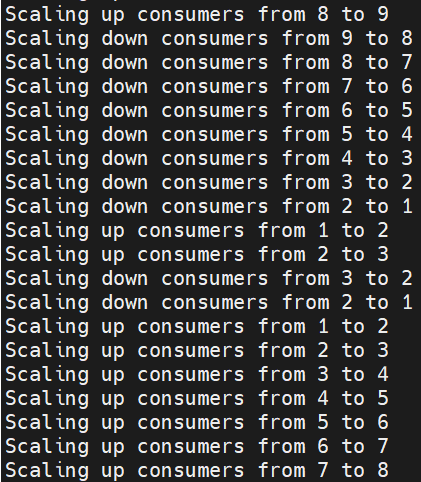 Scaling up consumers from 8 to 9
Scaling down consumers from 9 to 8
Scaling down consumers from 8 to 7
Scaling down consumers from 7 to 6
Scaling down consumers from 6 to 5
Scaling down consumers from 5 to 4
Scaling down consumers from 4 to 3
Scaling down consumers from 3 to 2
Scaling down consumers from 2 to 1
Scaling up consumers from 1 to 2
Scaling up consumers from 2 to 3
Scaling down consumers from 3 to 2
Scaling down consumers from 2 to 1
Scaling up consumers from 1 to 2
Scaling up consumers from 2 to 3
Scaling up consumers from 3 to 4
Scaling up consumers from 4 to 5
Scaling up consumers from 5 to 6
Scaling up consumers from 6 to 7
Scaling up consumers from 7 to 8